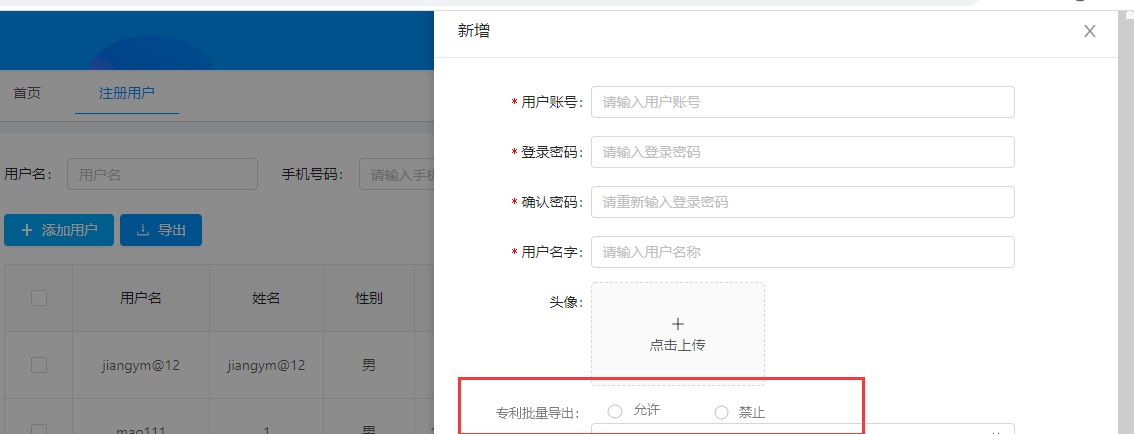 新增
首页 注册用户
* 用户账号： 请输入用户账号
* 登录密码： 请输入登录密码
用户名： 用户名 手机号码： 请输入手机
* 确认密码： 请重新输入登录密码
添加用户 导出
* 用户名字： 请输入用户名称
用户名 姓名 性别
头像：
点击上传
jiangym@12 jiangym@12 男
专利批量导出： 允许 禁止
mao111 1 男